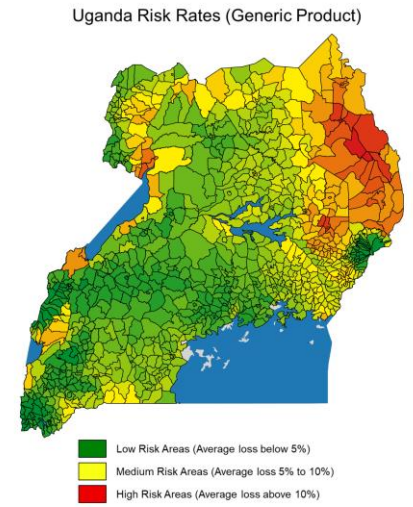 Uganda Risk Rates (Generic Product)
Low Risk Areas (Average loss below 5%)
Medium Risk Areas (Average loss 5% to 10%)
High Risk Areas (Average loss above 10%)